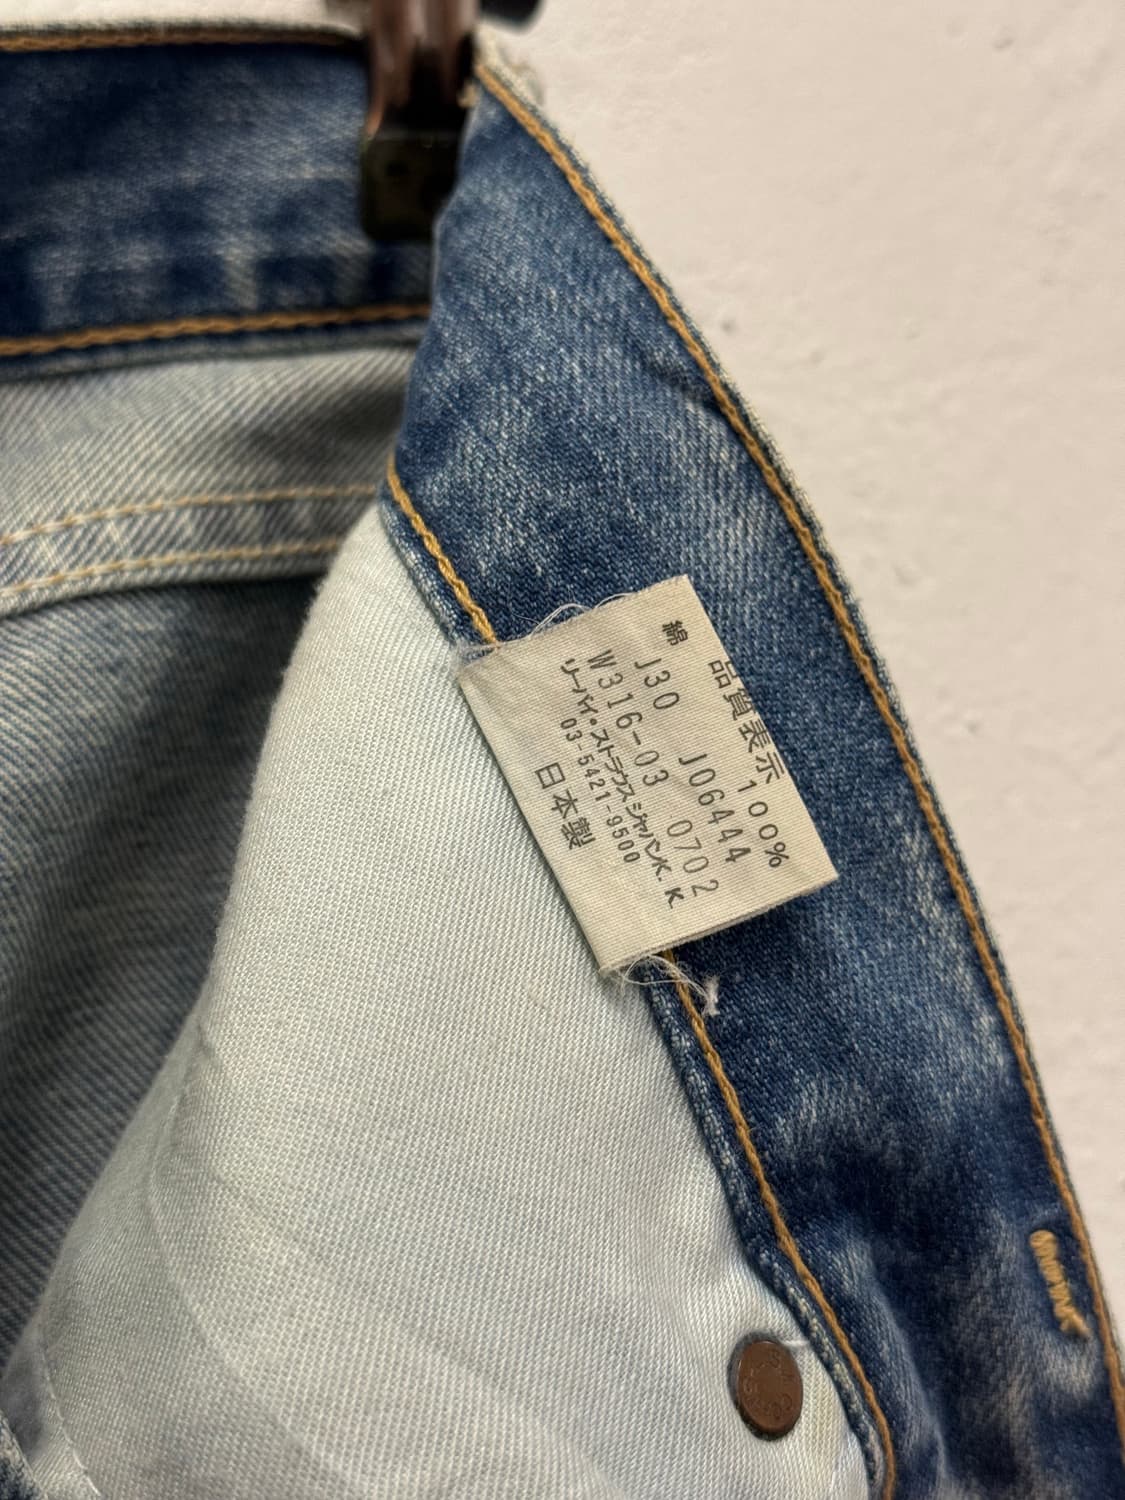 品質表示
綿 100%
J30 J06444
W316-03 0702
リーバイ・ストラウスジャパンK.K
03-5421-9500
日本製